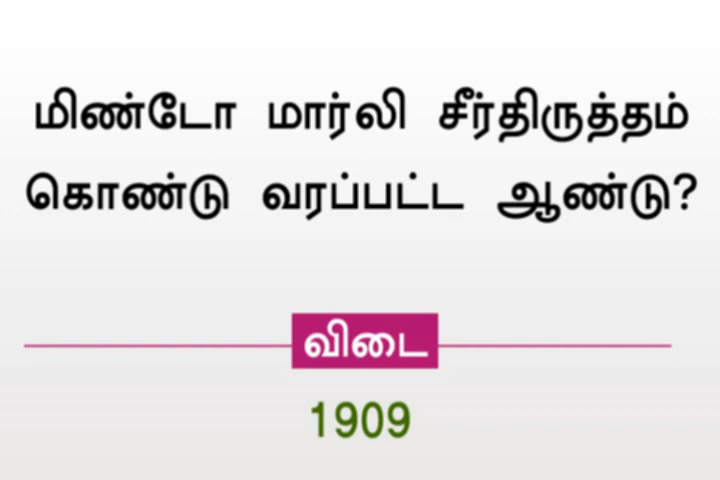 மிண்டோ மார்லி சீர்திருத்தம்
கொண்டு வரப்பட்ட ஆண்டு?
விடை
1909